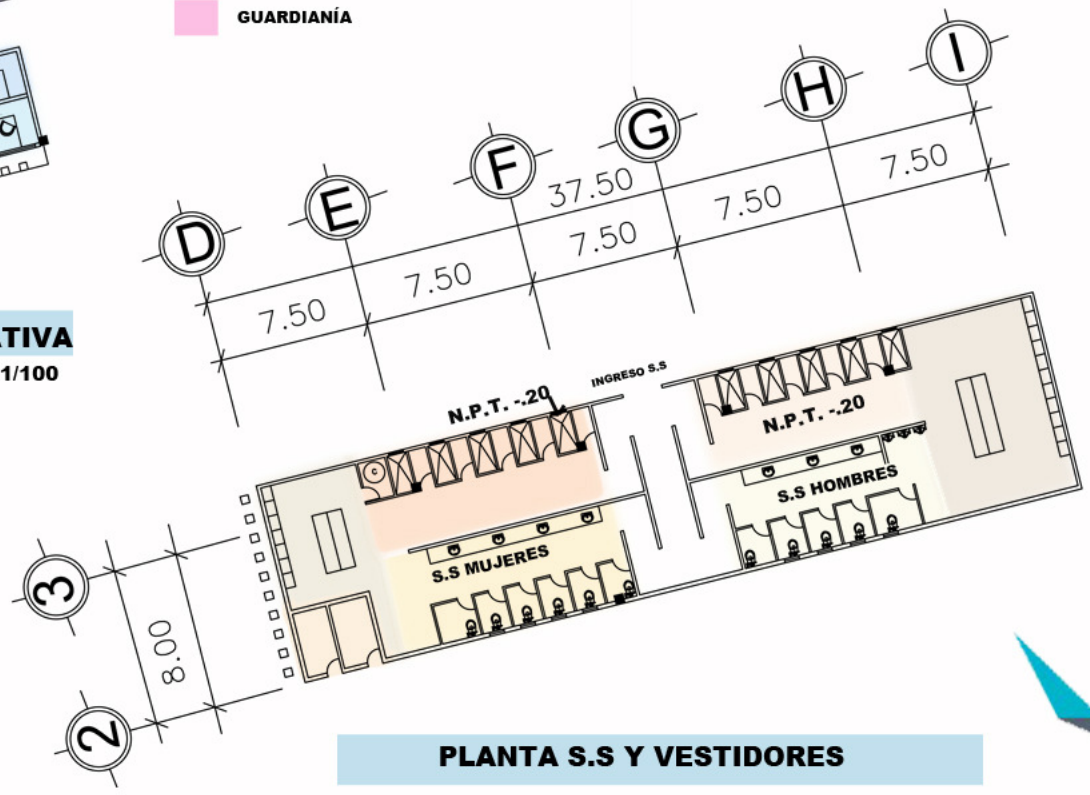 GUARDIANÍA
I
H
G
F
E
D
37.50
7.50
7.50
7.50
7.50
7.50
ATIVA
1/100
INGRESO S.S
N.P.T. -.20
N.P.T. -.20
S.S HOMBRES
S.S MUJERES
3
8.00
2
PLANTA S.S Y VESTIDORES